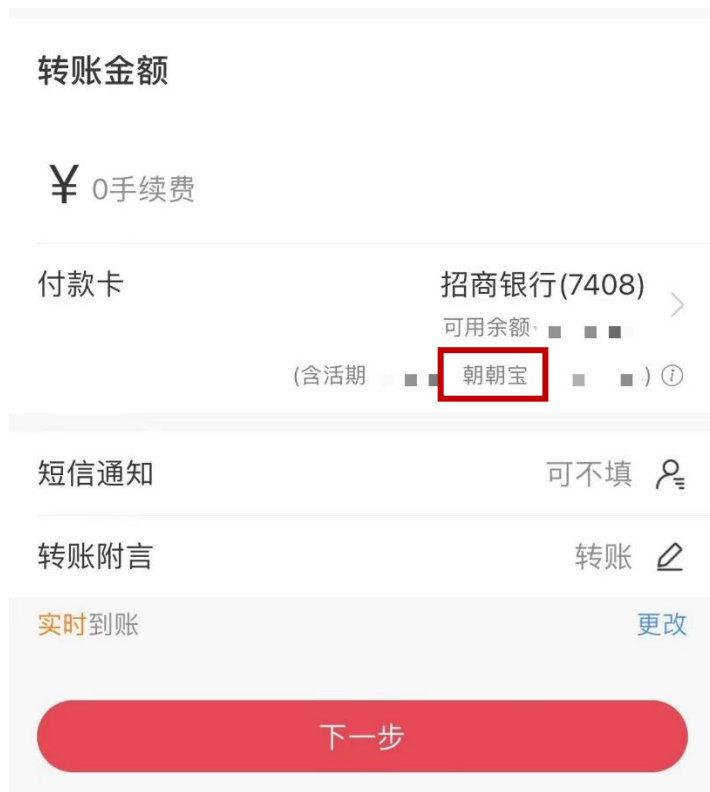 转账金额
¥ 0手续费
付款卡 招商银行(7408)
可用余额
(含活期 朝朝宝 )
短信通知 可不填
转账附言 转账
实时到账 更改
下一步